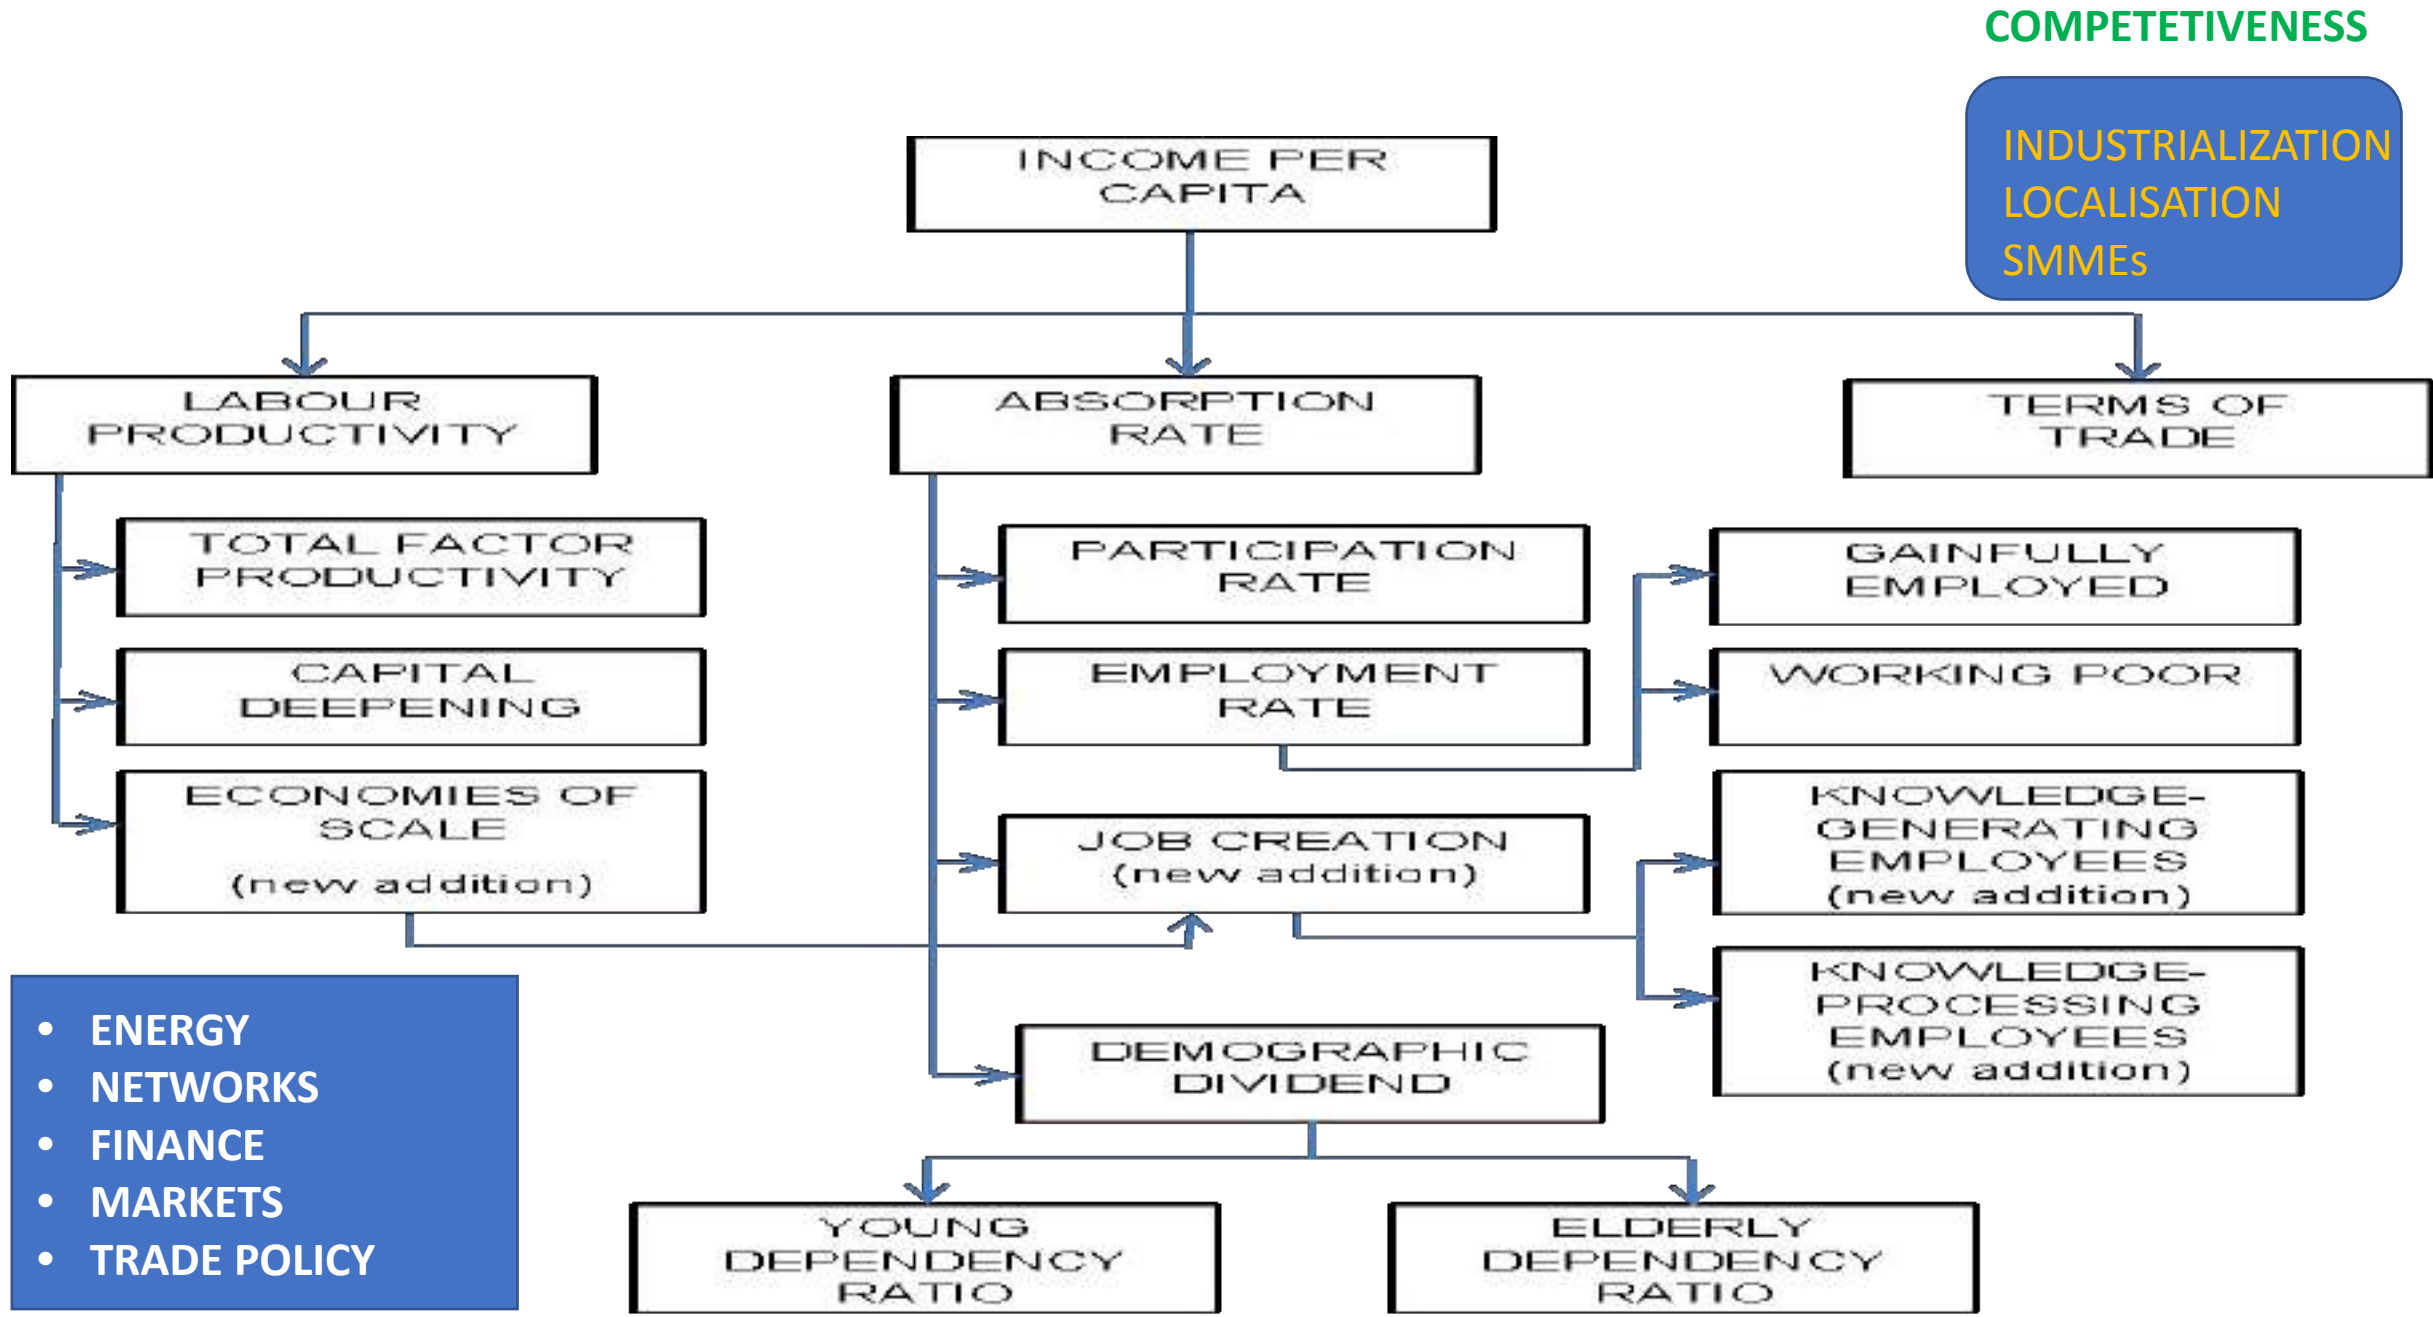 COMPETETIVENESS
INDUSTRIALIZATION
LOCALISATION
SMMEs
INCOME PER
CAPITA
LABOUR
PRODUCTIVITY
ABSORPTION
RATE
TERMS OF
TRADE
TOTAL FACTOR
PRODUCTIVITY
PARTICIPATION
RATE
GAINFULLY
EMPLOYED
CAPITAL
DEEPENING
EMPLOYMENT
RATE
WORKING POOR
ECONOMIES OF
SCALE
(new addition)
JOB CREATION
(new addition)
KNOWLEDGE-
GENERATING
EMPLOYEES
(new addition)
KNOWLEDGE-
PROCESSING
EMPLOYEES
(new addition)
DEMOGRAPHIC
DIVIDEND
• ENERGY
• NETWORKS
• FINANCE
• MARKETS
• TRADE POLICY
YOUNG
DEPENDENCY
RATIO
ELDERLY
DEPENDENCY
RATIO